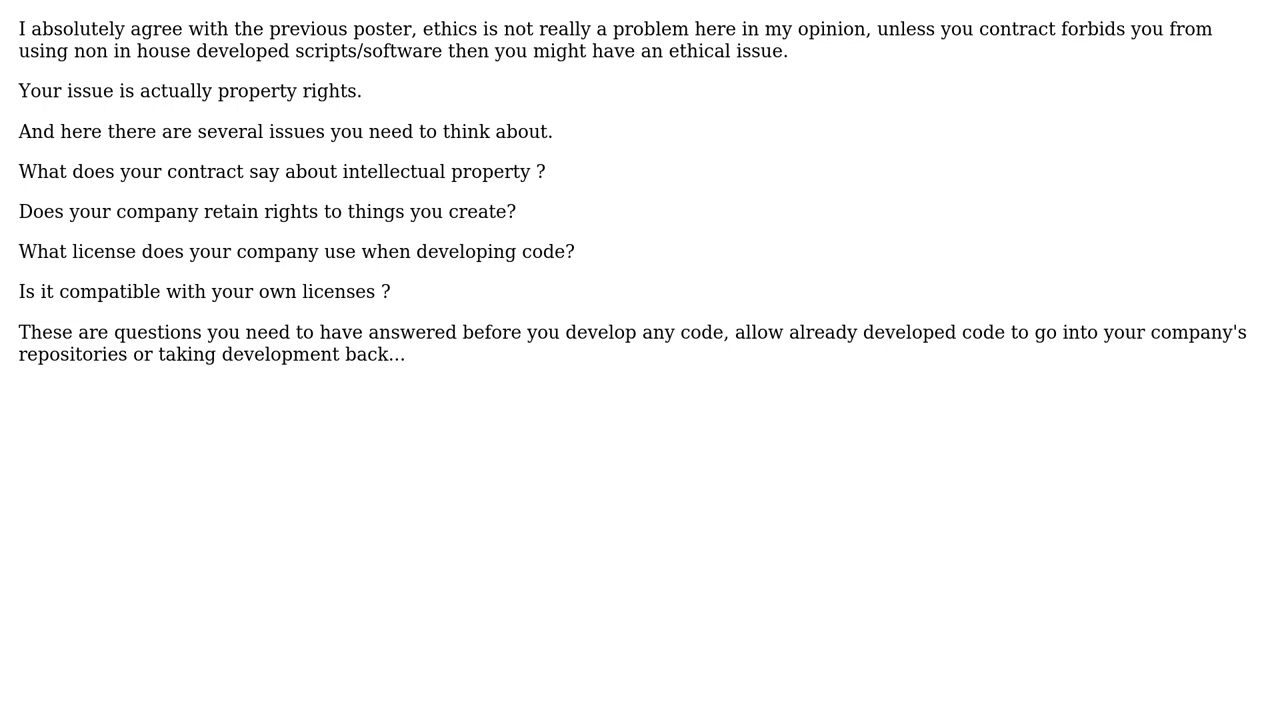 I absolutely agree with the previous poster, ethics is not really a problem here in my opinion, unless you contract forbids you from
using non in house developed scripts/software then you might have an ethical issue.
Your issue is actually property rights.
And here there are several issues you need to think about.
What does your contract say about intellectual property ?
Does your company retain rights to things you create?
What license does your company use when developing code?
Is it compatible with your own licenses ?
These are questions you need to have answered before you develop any code, allow already developed code to go into your company's
repositories or taking development back...